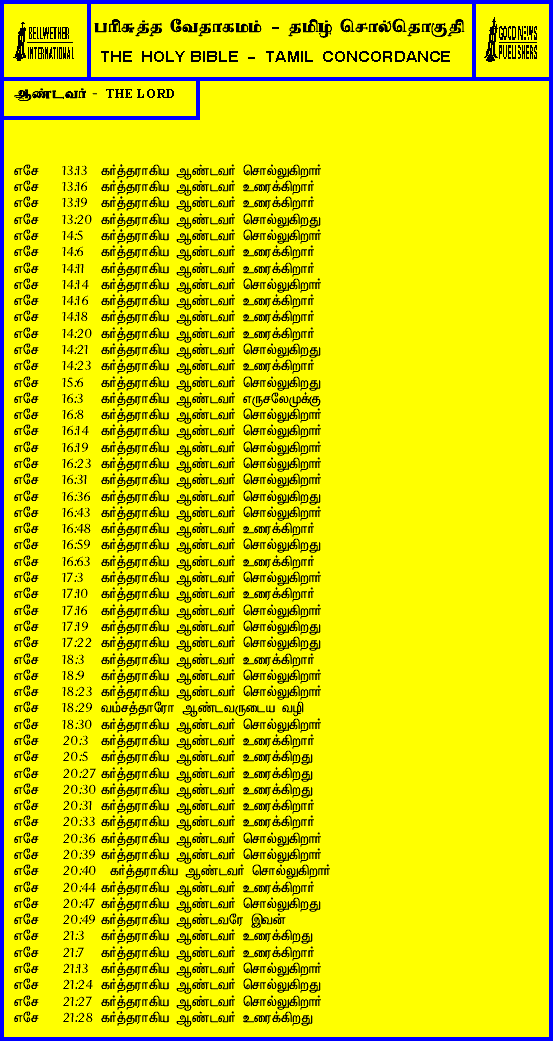 BELLWETHER
INTERNATIONAL
பரிசுத்த வேதாகமம் - தமிழ் சொல்தொகுதி
THE HOLY BIBLE - TAMIL CONCORDANCE
GOOD NEWS
PUBLISHERS
ஆண்டவர் - THE LORD
எசே 13:13 கர்த்தராகிய ஆண்டவர் சொல்லுகிறார்
எசே 13:16 கர்த்தராகிய ஆண்டவர் உரைக்கிறார்
எசே 13:19 கர்த்தராகிய ஆண்டவர் உரைக்கிறார்
எசே 13:20 கர்த்தராகிய ஆண்டவர் சொல்லுகிறது
எசே 14:5 கர்த்தராகிய ஆண்டவர் சொல்லுகிறார்
எசே 14:6 கர்த்தராகிய ஆண்டவர் உரைக்கிறார்
எசே 14:11 கர்த்தராகிய ஆண்டவர் உரைக்கிறார்
எசே 14:14 கர்த்தராகிய ஆண்டவர் சொல்லுகிறார்
எசே 14:16 கர்த்தராகிய ஆண்டவர் உரைக்கிறார்
எசே 14:18 கர்த்தராகிய ஆண்டவர் உரைக்கிறார்
எசே 14:20 கர்த்தராகிய ஆண்டவர் உரைக்கிறார்
எசே 14:21 கர்த்தராகிய ஆண்டவர் சொல்லுகிறது
எசே 14:23 கர்த்தராகிய ஆண்டவர் உரைக்கிறார்
எசே 15:6 கர்த்தராகிய ஆண்டவர் சொல்லுகிறது
எசே 16:3 கர்த்தராகிய ஆண்டவர் எருசலேமுக்கு
எசே 16:8 கர்த்தராகிய ஆண்டவர் சொல்லுகிறார்
எசே 16:14 கர்த்தராகிய ஆண்டவர் சொல்லுகிறார்
எசே 16:19 கர்த்தராகிய ஆண்டவர் சொல்லுகிறார்
எசே 16:23 கர்த்தராகிய ஆண்டவர் சொல்லுகிறார்
எசே 16:31 கர்த்தராகிய ஆண்டவர் சொல்லுகிறார்
எசே 16:36 கர்த்தராகிய ஆண்டவர் சொல்லுகிறது
எசே 16:43 கர்த்தராகிய ஆண்டவர் சொல்லுகிறார்
எசே 16:48 கர்த்தராகிய ஆண்டவர் உரைக்கிறார்
எசே 16:59 கர்த்தராகிய ஆண்டவர் சொல்லுகிறது
எசே 16:63 கர்த்தராகிய ஆண்டவர் உரைக்கிறார்
எசே 17:3 கர்த்தராகிய ஆண்டவர் சொல்லுகிறார்
எசே 17:10 கர்த்தராகிய ஆண்டவர் உரைக்கிறார்
எசே 17:16 கர்த்தராகிய ஆண்டவர் சொல்லுகிறார்
எசே 17:19 கர்த்தராகிய ஆண்டவர் சொல்லுகிறது
எசே 17:22 கர்த்தராகிய ஆண்டவர் சொல்லுகிறது
எசே 18:3 கர்த்தராகிய ஆண்டவர் உரைக்கிறார்
எசே 18:9 கர்த்தராகிய ஆண்டவர் சொல்லுகிறார்
எசே 18:23 கர்த்தராகிய ஆண்டவர் சொல்லுகிறார்
எசே 18:29 வம்சத்தாரோ ஆண்டவருடைய வழி
எசே 18:30 கர்த்தராகிய ஆண்டவர் சொல்லுகிறார்
எசே 20:3 கர்த்தராகிய ஆண்டவர் உரைக்கிறார்
எசே 20:5 கர்த்தராகிய ஆண்டவர் உரைக்கிறது
எசே 20:27 கர்த்தராகிய ஆண்டவர் உரைக்கிறது
எசே 20:30 கர்த்தராகிய ஆண்டவர் உரைக்கிறது
எசே 20:31 கர்த்தராகிய ஆண்டவர் உரைக்கிறார்
எசே 20:33 கர்த்தராகிய ஆண்டவர் உரைக்கிறார்
எசே 20:36 கர்த்தராகிய ஆண்டவர் சொல்லுகிறார்
எசே 20:39 கர்த்தராகிய ஆண்டவர் சொல்லுகிறார்
எசே 20:40 கர்த்தராகிய ஆண்டவர் சொல்லுகிறார்
எசே 20:44 கர்த்தராகிய ஆண்டவர் உரைக்கிறார்
எசே 20:47 கர்த்தராகிய ஆண்டவர் சொல்லுகிறது
எசே 20:49 கர்த்தராகிய ஆண்டவரே இவன்
எசே 21:3 கர்த்தராகிய ஆண்டவர் உரைக்கிறது
எசே 21:7 கர்த்தராகிய ஆண்டவர் உரைக்கிறார்
எசே 21:13 கர்த்தராகிய ஆண்டவர் சொல்லுகிறார்
எசே 21:24 கர்த்தராகிய ஆண்டவர் சொல்லுகிறது
எசே 21:27 கர்த்தராகிய ஆண்டவர் சொல்லுகிறார்
எசே 21:28 கர்த்தராகிய ஆண்டவர் உரைக்கிறது